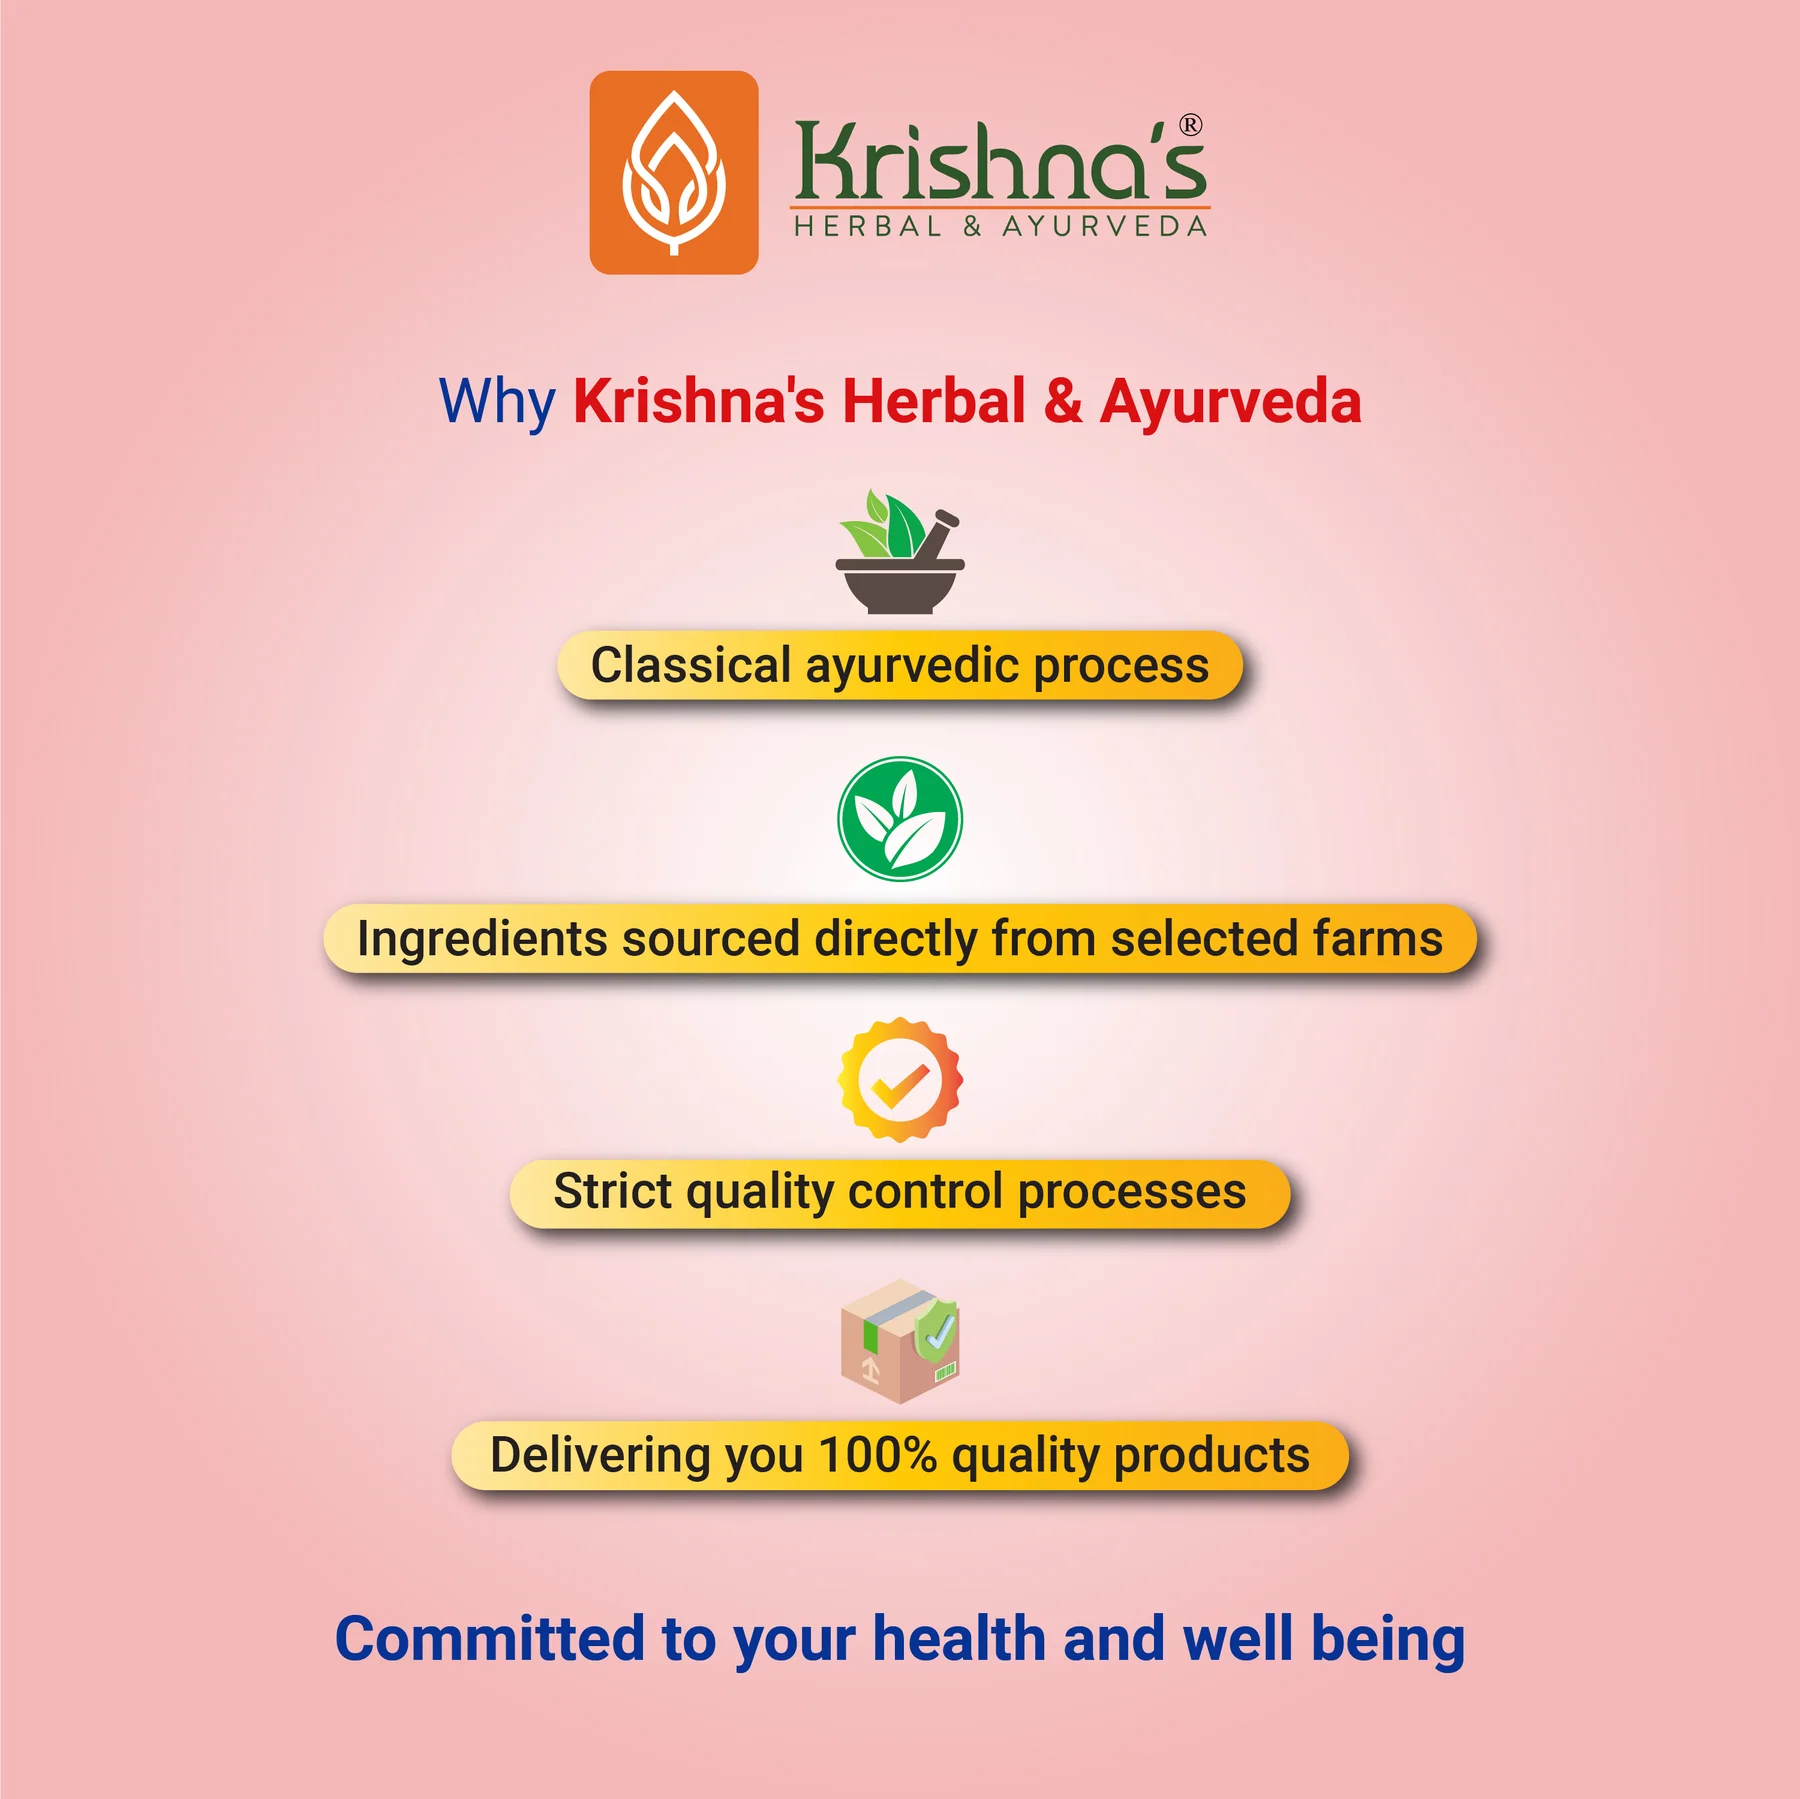 Krishna's®
HERBAL & AYURVEDA
Why Krishna's Herbal & Ayurveda
Classical ayurvedic process
Ingredients sourced directly from selected farms
Strict quality control processes
Delivering you 100% quality products
Committed to your health and well being